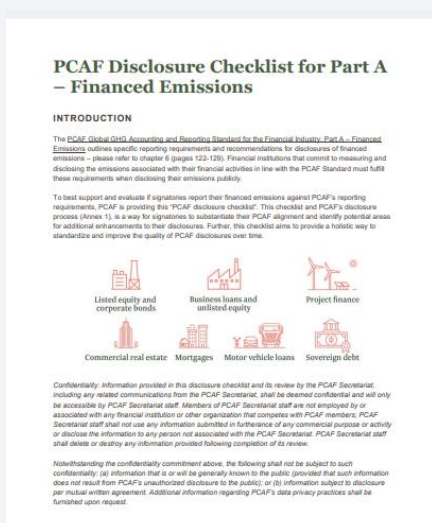 PCAF Disclosure Checklist for Part A
– Financed Emissions
INTRODUCTION
The PCAF Global GHG Accounting and Reporting Standard for the Financial Industry: Part A – Financed
Emissions outlines specific reporting requirements and recommendations for disclosures of financed
emissions – please refer to chapter 6 (pages 122-129). Financial institutions that commit to measuring and
disclosing the emissions associated with their financial activities in line with the PCAF Standard must fulfill
these requirements when disclosing their emissions publicly.
To best support and evaluate if signatories report their financed emissions against PCAF's reporting
requirements, PCAF is providing this "PCAF disclosure checklist". This checklist and PCAF's disclosure
process (Annex 1), is a way for signatories to substantiate their PCAF alignment and identify potential areas
for additional enhancements to their disclosures. Further, this checklist aims to provide a holistic way to
standardize and improve the quality of PCAF disclosures over time.
Listed equity and
corporate bonds
Business loans and
unlisted equity
Project finance
Commercial real estate
Mortgages
Motor vehicle loans
Sovereign debt
Confidentiality: Information provided in this disclosure checklist and its review by the PCAF Secretariat,
including any related communications from the PCAF Secretariat, shall be deemed confidential and will only
be accessible by PCAF Secretariat staff. Members of PCAF Secretariat staff are not employed by or
associated with any financial institution or other organization that competes with PCAF members; PCAF
Secretariat staff shall not use any information submitted in furtherance of any commercial purpose or activity
or disclose the information to any person not associated with the PCAF Secretariat. PCAF Secretariat staff
shall delete or destroy any information provided following completion of its review.
Notwithstanding the confidentiality commitment above, the following shall not be subject to such
confidentiality: (a) information that is or will be generally known to the public (provided that such information
does not result from PCAF's unauthorized disclosure to the public); or (b) information subject to disclosure
per mutual written agreement. Additional information regarding PCAF's data privacy practices shall be
furnished upon request.